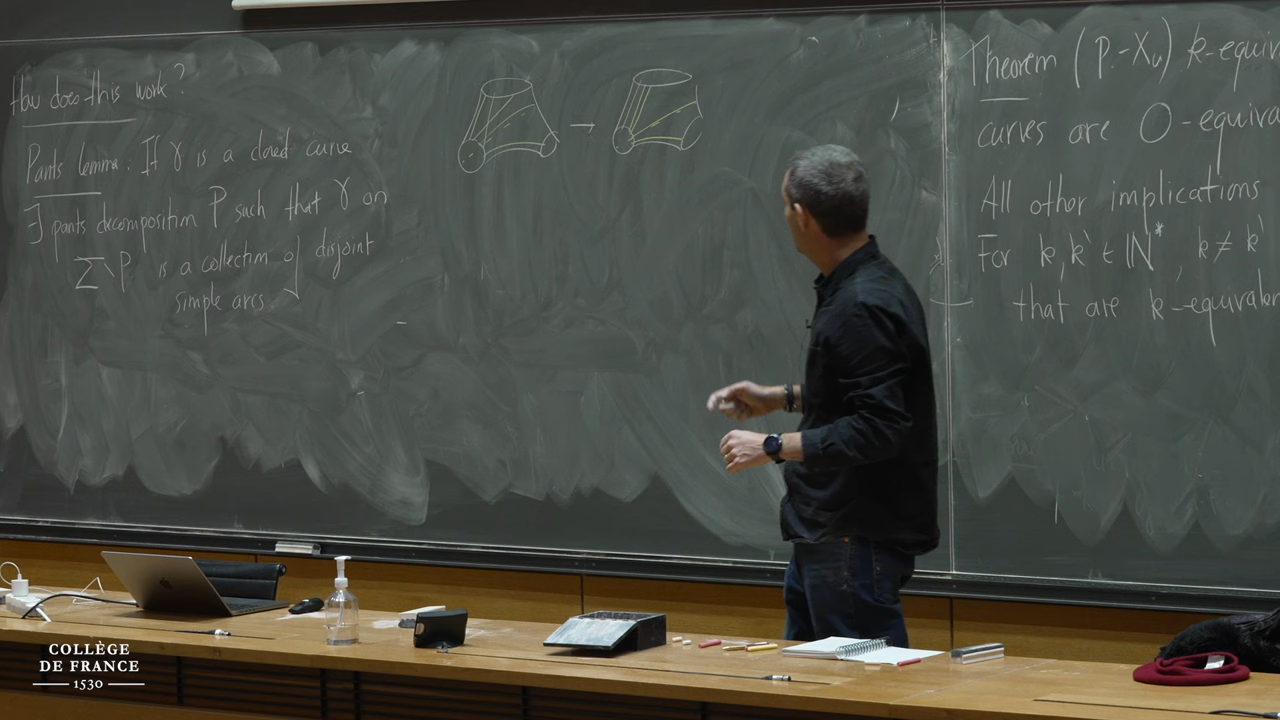 How does this work?
Pants lemma: If γ is a closed curve
∃ pants decomposition P such that γ on
Σ∖P is a collection of disjoint
simple arcs
Theorem (P.-Xu) k-equiv
curves are 0-equiva
All other implications
For k, k' ∈ ℕ*, k ≠ k'
that are k-equivalen
COLLÈGE
DE FRANCE
1530